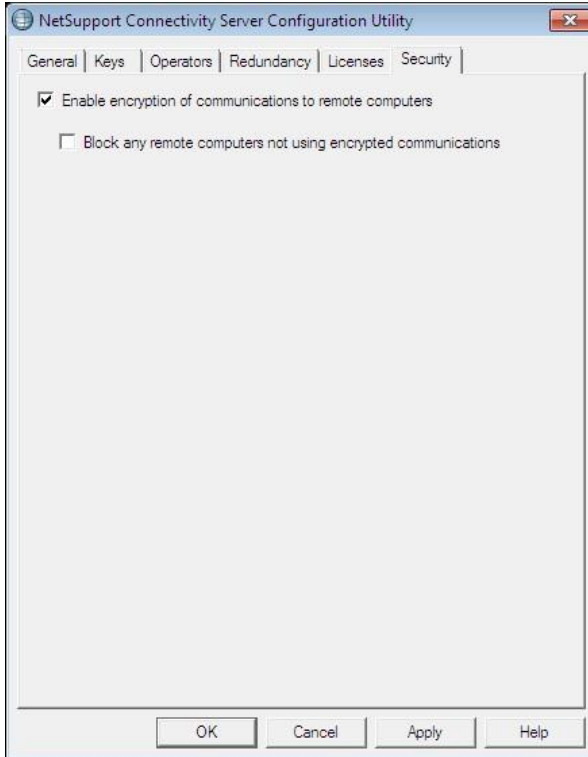 NetSupport Connectivity Server Configuration Utility
General Keys Operators Redundancy Licenses Security
Enable encryption of communications to remote computers
Block any remote computers not using encrypted communications
OK Cancel Apply Help